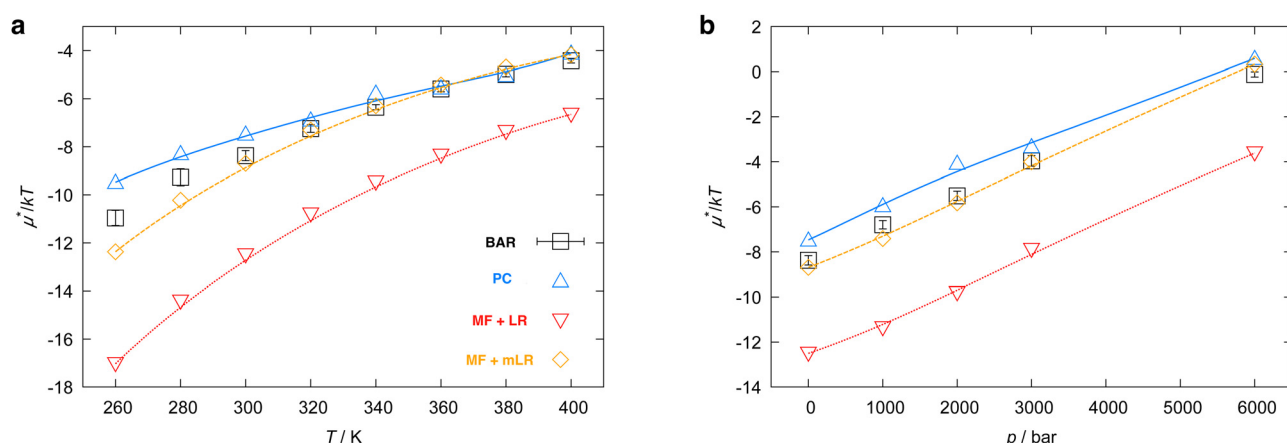 a
-4
-6
-8
-10
-12
-14
-16
-18
μ*/kT
260 280 300 320 340 360 380 400
T / K
BAR
PC
MF + LR
MF + mLR
b
2
0
-2
-4
-6
-8
-10
-12
-14
μ*/kT
0 1000 2000 3000 4000 5000 6000
p / bar